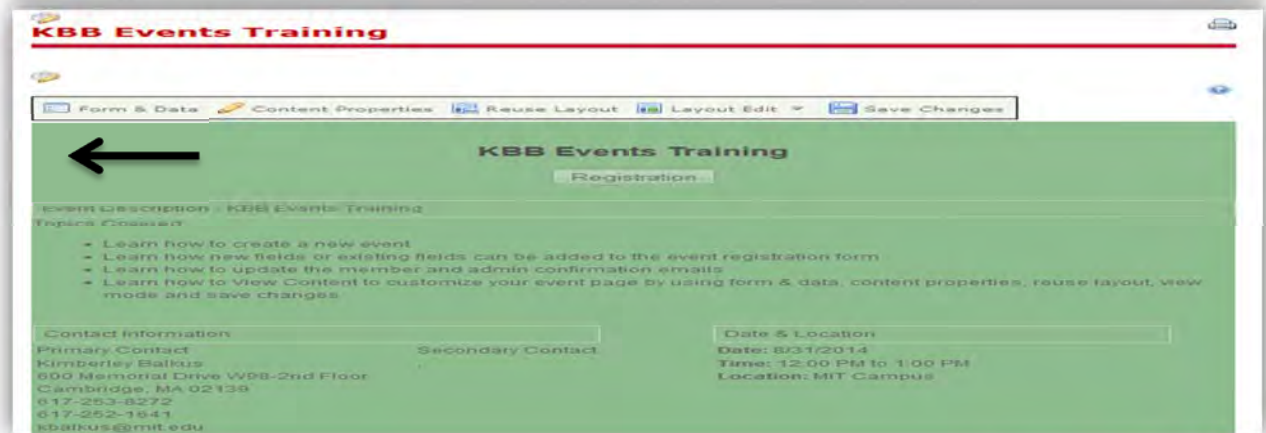 KBB Events Training
Form & Data Content Properties Reuse Layout Layout Edit Save Changes
KBB Events Training
Registration
Event Description - KBB Events Training
Topics Covered:
Learn how to create a new event
Learn how new fields or existing fields can be added to the event registration form
Learn how to update the member and admin confirmation emails
Learn how to View Content to customize your event page by using form & data, content properties, reuse layout, view
mode and save changes
Contact Information
Date & Location
Primary Contact Secondary Contact
Kimberley Balkus
600 Memorial Drive W98-2nd Floor
Cambridge, MA 02139
617-253-8272
617-252-1641
kbalkus@mit.edu
Date: 8/31/2014
Time: 12:00 PM to 1:00 PM
Location: MIT Campus